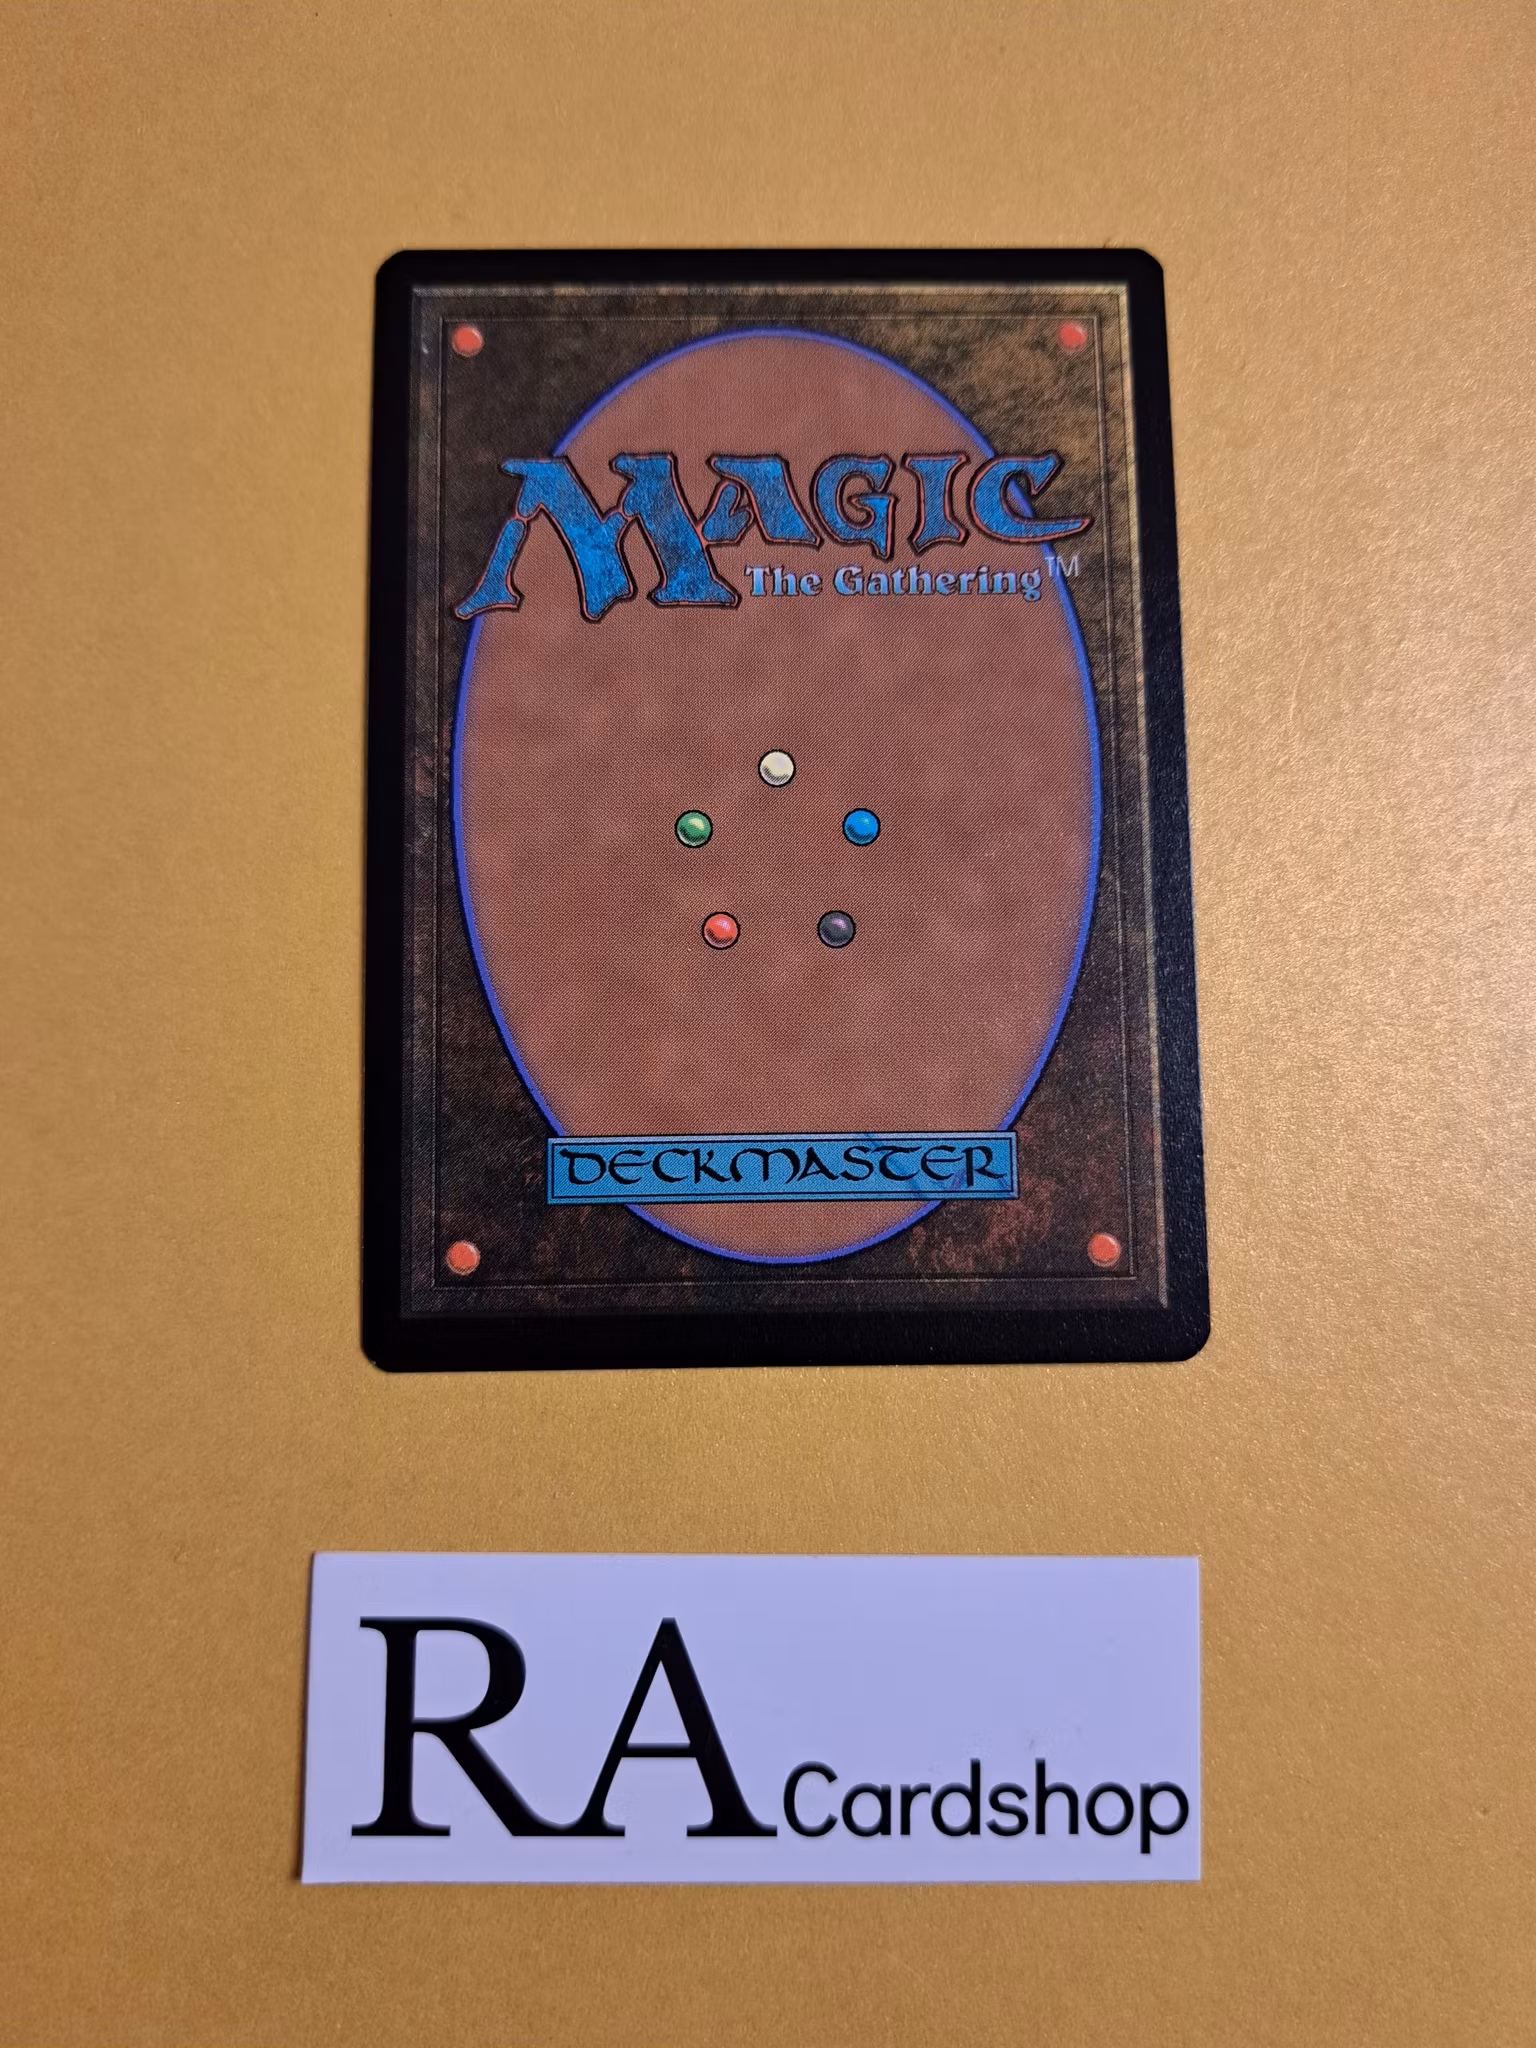 MAGIC
The Gathering™
DECKMASTER
RA Cardshop